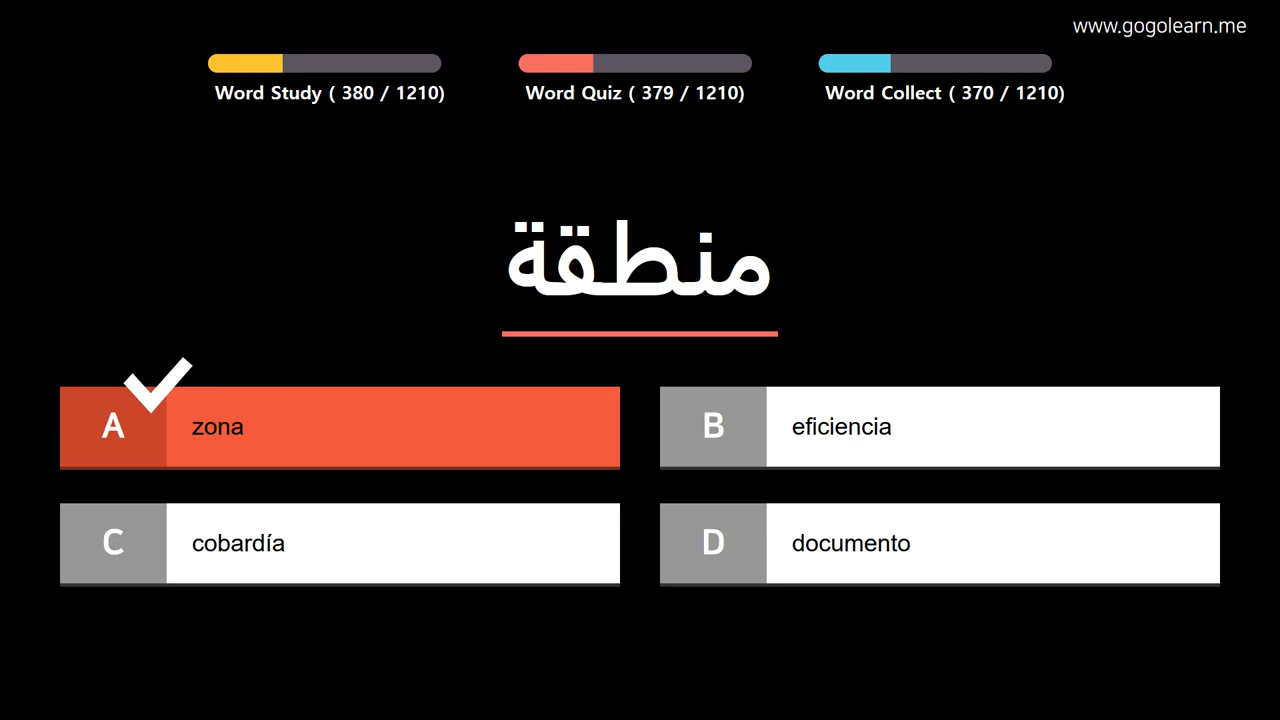 www.gogolearn.me
Word Study ( 380 / 1210)
Word Quiz ( 379 / 1210)
Word Collect ( 370 / 1210)
منطقة
A zona
B eficiencia
C cobardía
D documento